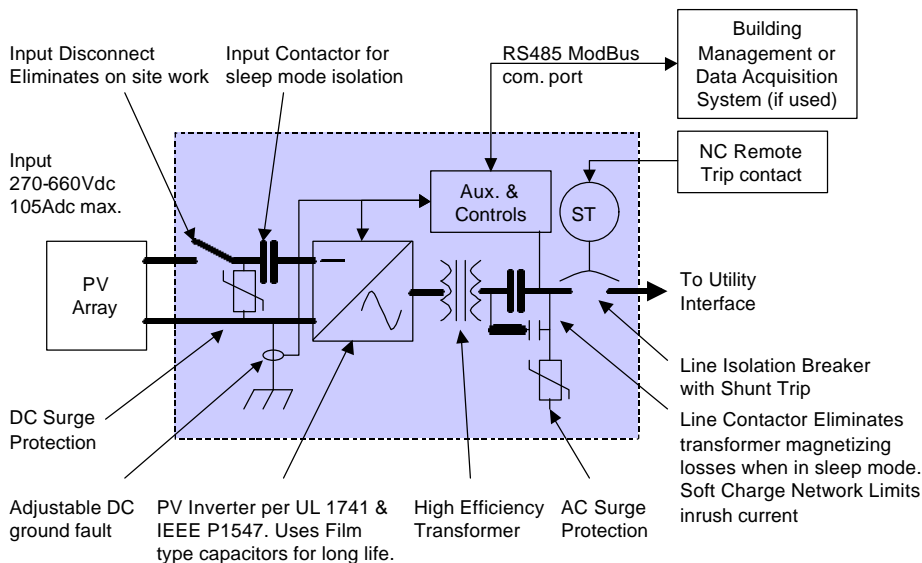 Input Disconnect
Eliminates on site work
Input Contactor for
sleep mode isolation
RS485 ModBus
com. port
Building
Management or
Data Acquisition
System (if used)
Input
270-660Vdc
105Adc max.
NC Remote
Trip contact
Aux. &
Controls
ST
PV
Array
To Utility
Interface
Line Isolation Breaker
with Shunt Trip
DC Surge
Protection
Line Contactor Eliminates
transformer magnetizing
losses when in sleep mode.
Soft Charge Network Limits
inrush current
Adjustable DC
ground fault
PV Inverter per UL 1741 &
IEEE P1547. Uses Film
type capacitors for long life.
High Efficiency
Transformer
AC Surge
Protection